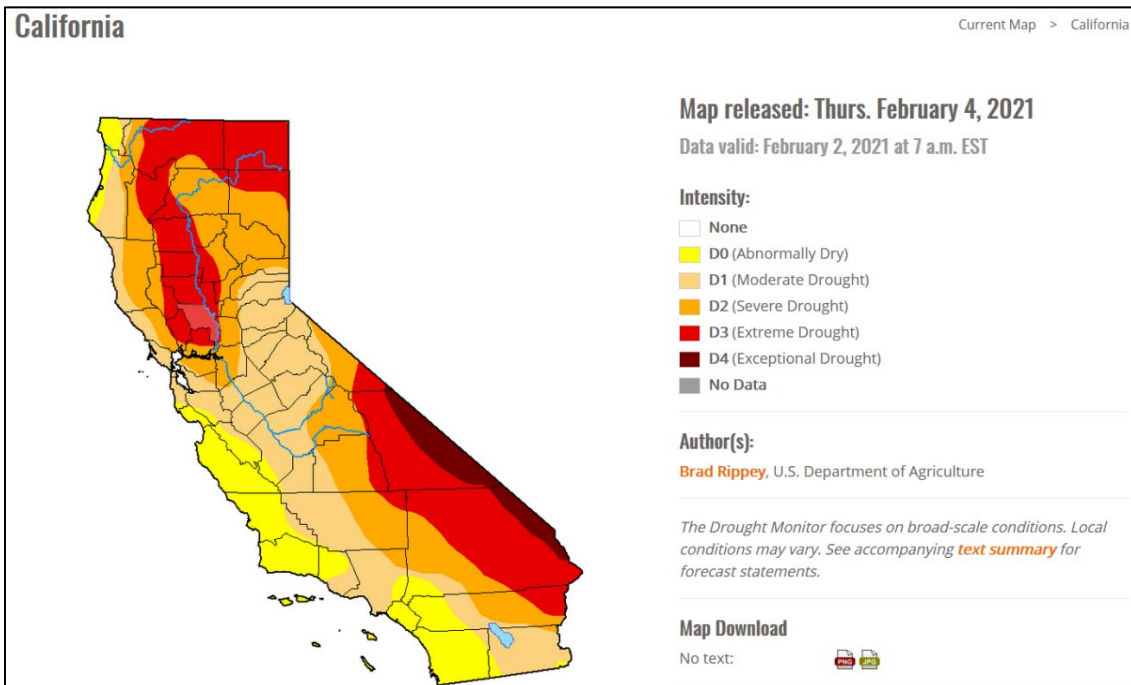 California
Current Map > California
Map released: Thurs. February 4, 2021
Data valid: February 2, 2021 at 7 a.m. EST
Intensity:
None
D0 (Abnormally Dry)
D1 (Moderate Drought)
D2 (Severe Drought)
D3 (Extreme Drought)
D4 (Exceptional Drought)
No Data
Author(s):
Brad Rippey, U.S. Department of Agriculture
The Drought Monitor focuses on broad-scale conditions. Local
conditions may vary. See accompanying text summary for
forecast statements.
Map Download
No text:
PNG JPG